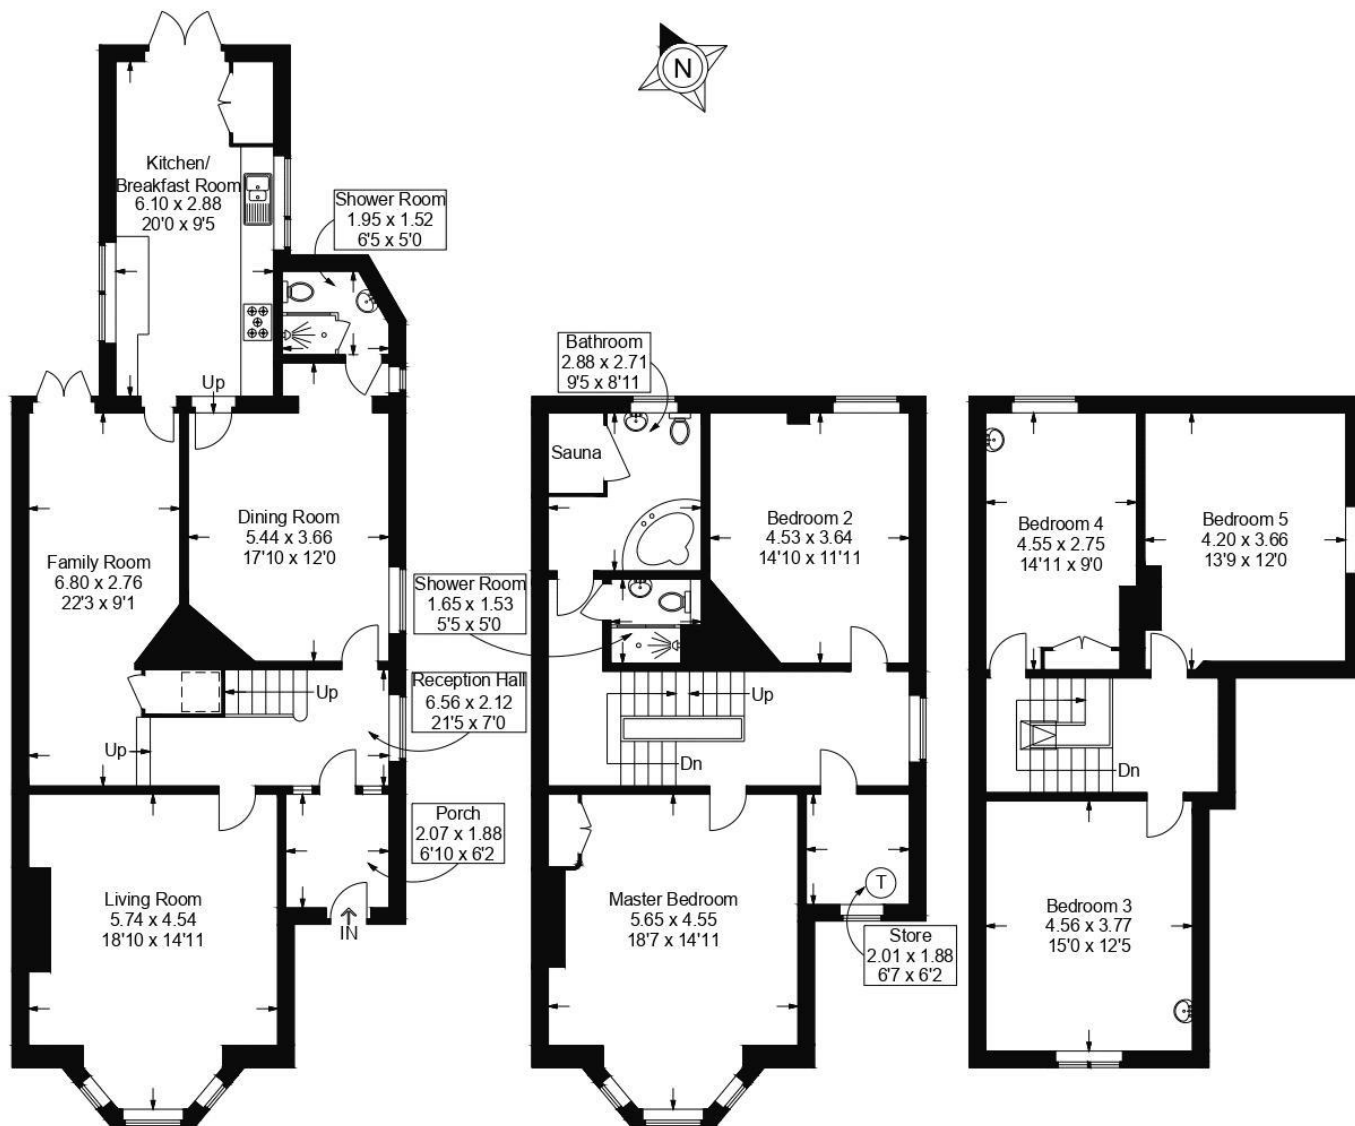 N
Kitchen/
Breakfast Room
6.10 x 2.88
20'0 x 9'5
Shower Room
1.95 x 1.52
6'5 x 5'0
Up
Dining Room
5.44 x 3.66
17'10 x 12'0
Family Room
6.80 x 2.76
22'3 x 9'1
Up
Up
Reception Hall
6.56 x 2.12
21'5 x 7'0
Porch
2.07 x 1.88
6'10 x 6'2
Living Room
5.74 x 4.54
18'10 x 14'11
IN
Bathroom
2.88 x 2.71
9'5 x 8'11
Sauna
Bedroom 2
4.53 x 3.64
14'10 x 11'11
Shower Room
1.65 x 1.53
5'5 x 5'0
Up
Dn
Master Bedroom
5.65 x 4.55
18'7 x 14'11
T
Store
2.01 x 1.88
6'7 x 6'2
Bedroom 4
4.55 x 2.75
14'11 x 9'0
Bedroom 5
4.20 x 3.66
13'9 x 12'0
Dn
Bedroom 3
4.56 x 3.77
15'0 x 12'5